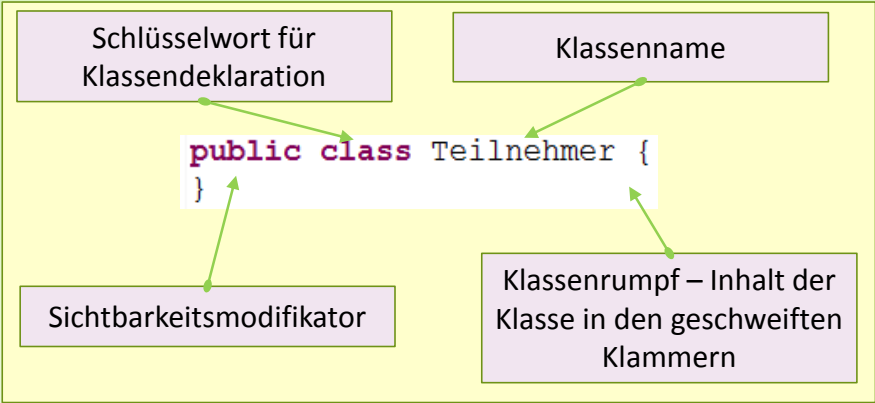 Schlüsselwort für
Klassendeklaration
Klassenname
public class Teilnehmer {
}
Sichtbarkeitsmodifikator
Klassenrumpf – Inhalt der
Klasse in den geschweiften
Klammern